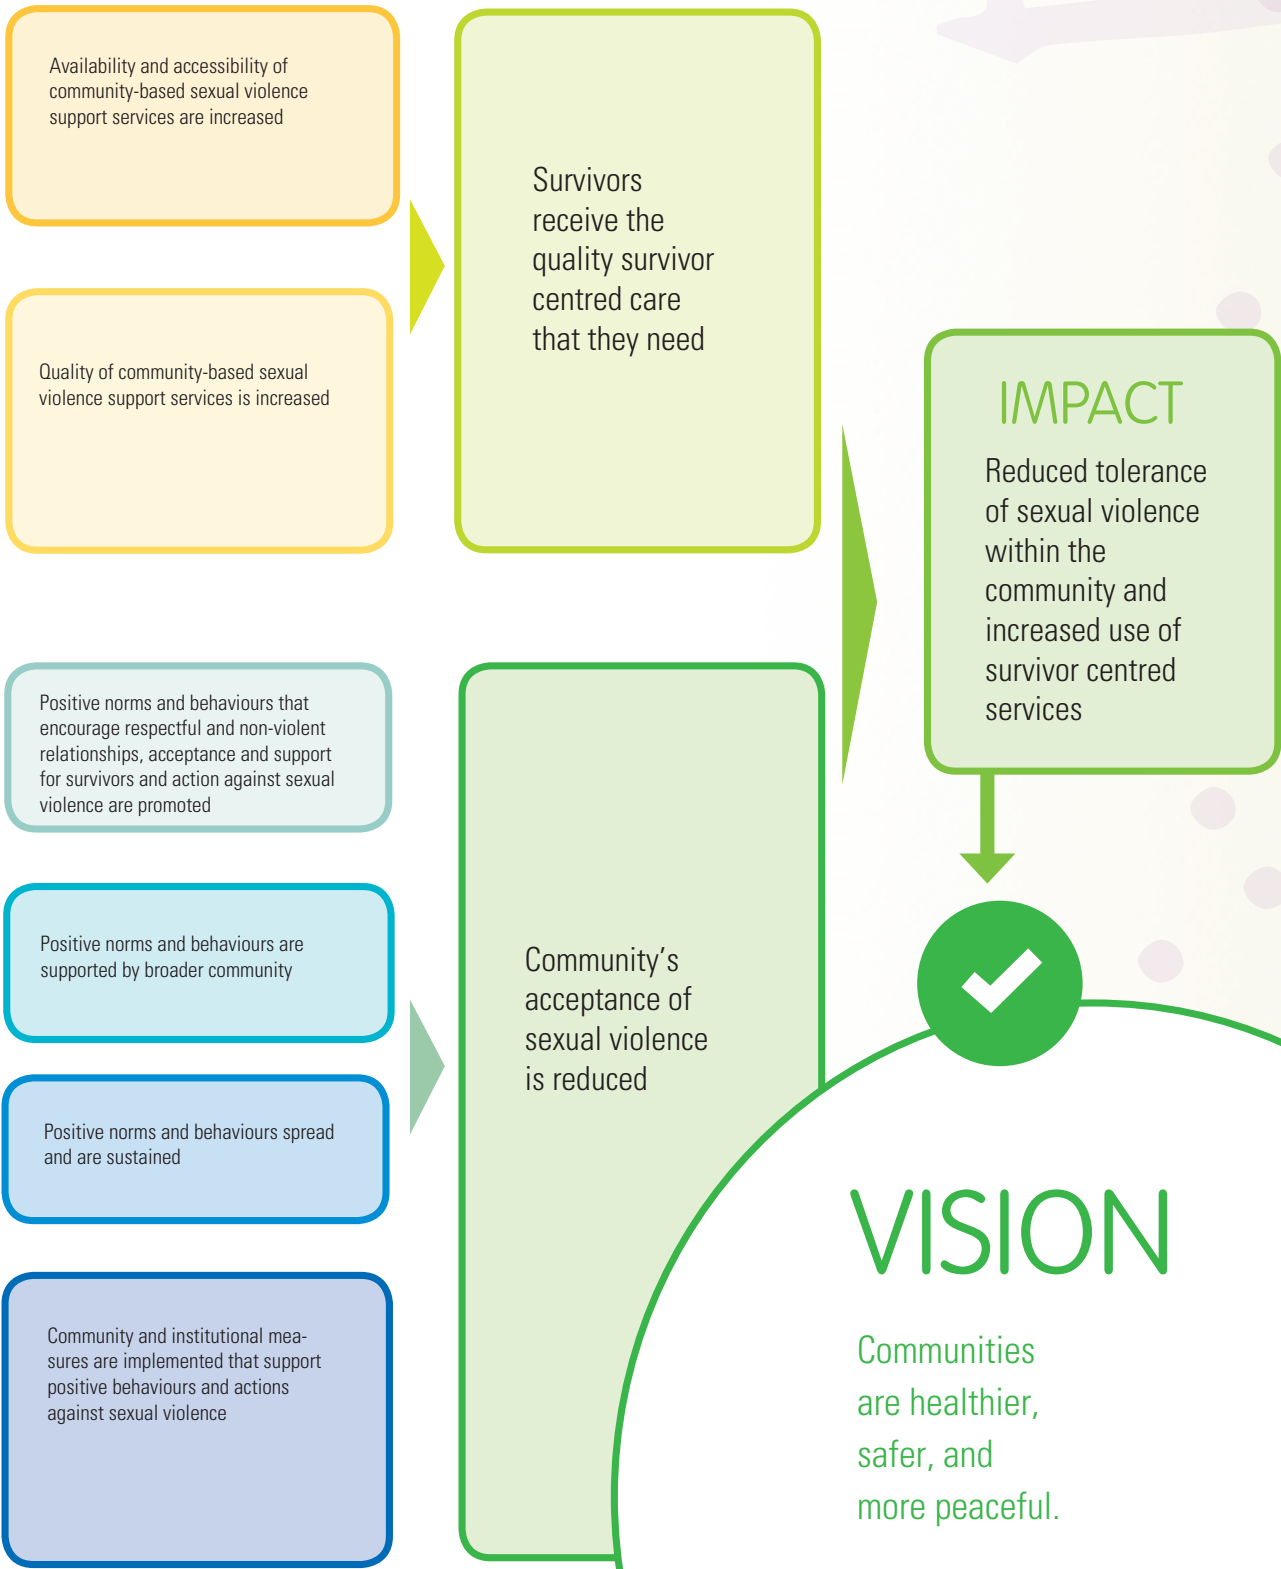 Availability and accessibility of
community-based sexual violence
support services are increased
Quality of community-based sexual
violence support services is increased
Survivors
receive the
quality survivor
centred care
that they need
Positive norms and behaviours that
encourage respectful and non-violent
relationships, acceptance and support
for survivors and action against sexual
violence are promoted
Positive norms and behaviours are
supported by broader community
Positive norms and behaviours spread
and are sustained
Community and institutional mea-
sures are implemented that support
positive behaviours and actions
against sexual violence
Community’s
acceptance of
sexual violence
is reduced
IMPACT
Reduced tolerance
of sexual violence
within the
community and
increased use of
survivor centred
services
VISION
Communities
are healthier,
safer, and
more peaceful.